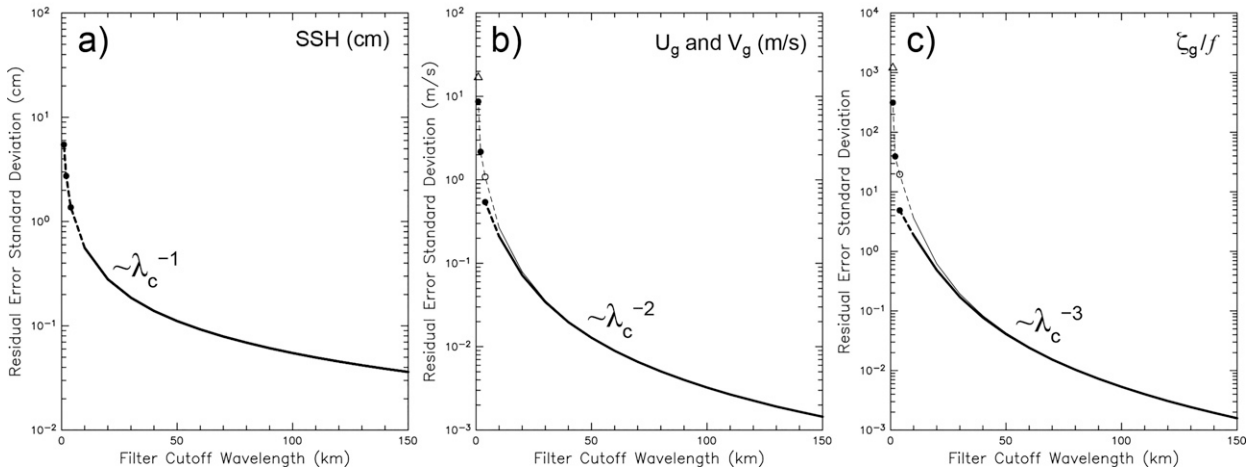 a)
SSH (cm)
Residual Error Standard Deviation (cm)
10²
10¹
10⁰
10⁻¹
10⁻²
~λc⁻¹
0
50
100
150
Filter Cutoff Wavelength (km)
b)
Ug and Vg (m/s)
Residual Error Standard Deviation (m/s)
10²
10¹
10⁰
10⁻¹
10⁻²
10⁻³
~λc⁻²
0
50
100
150
Filter Cutoff Wavelength (km)
c)
ζg/f
Residual Error Standard Deviation
10⁴
10³
10²
10¹
10⁰
10⁻¹
10⁻²
10⁻³
~λc⁻³
0
50
100
150
Filter Cutoff Wavelength (km)